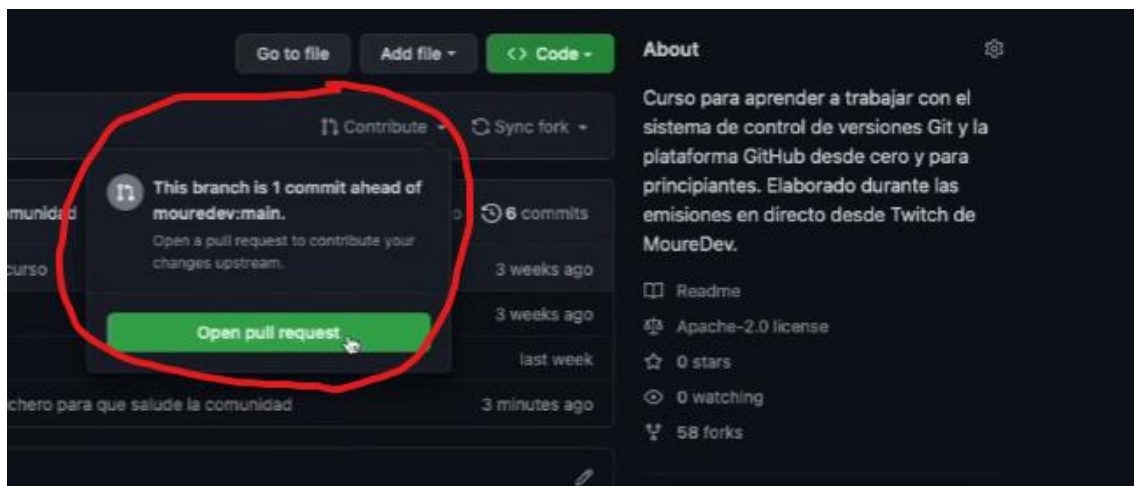 Go to file
Add file
<> Code
About
Curso para aprender a trabajar con el
sistema de control de versiones Git y la
plataforma GitHub desde cero y para
principiantes. Elaborado durante las
emisiones en directo desde Twitch de
MoureDev.
Contribute
Sync fork
This branch is 1 commit ahead of
mouredev:main.
Open a pull request to contribute your
changes upstream.
Open pull request
6 commits
curso
3 weeks ago
3 weeks ago
last week
para que salude la comunidad
3 minutes ago
Readme
Apache-2.0 license
0 stars
0 watching
58 forks